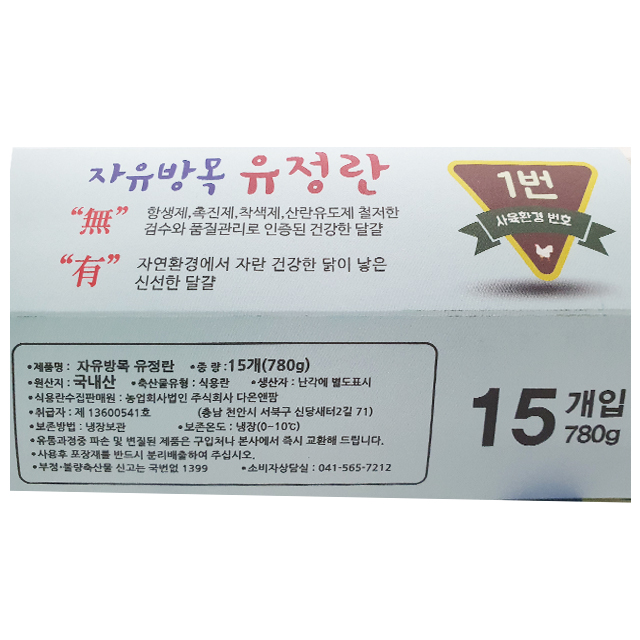 자유방목 유정란
"無" 항생제,촉진제,착색제,산란유도제 철저한
검수와 품질관리로 인증된 건강한 달걀
"有" 자연환경에서 자란 건강한 닭이 낳은
신선한 달걀
1번
사육환경 번호
•제품명 : 자유방목 유정란 •중 량 : 15개(780g)
•원산지 : 국내산 •축산물유형 : 식용란 •생산자 : 난각에 별도표시
•식용란수집판매원 : 농업회사법인 주식회사 다온앤팜
•취급자 : 제 13600541호 (충남 천안시 서북구 신당새터2길 71)
•보존방법 : 냉장보관 •보존온도 : 냉장(0~10℃)
•유통과정중 파손 및 변질된 제품은 구입처나 본사에서 즉시 교환해 드립니다.
•사용후 포장재를 반드시 분리배출하여 주십시오.
•부정·불량축산물 신고는 국번없 1399 •소비자상담실 : 041-565-7212
15개입
780g